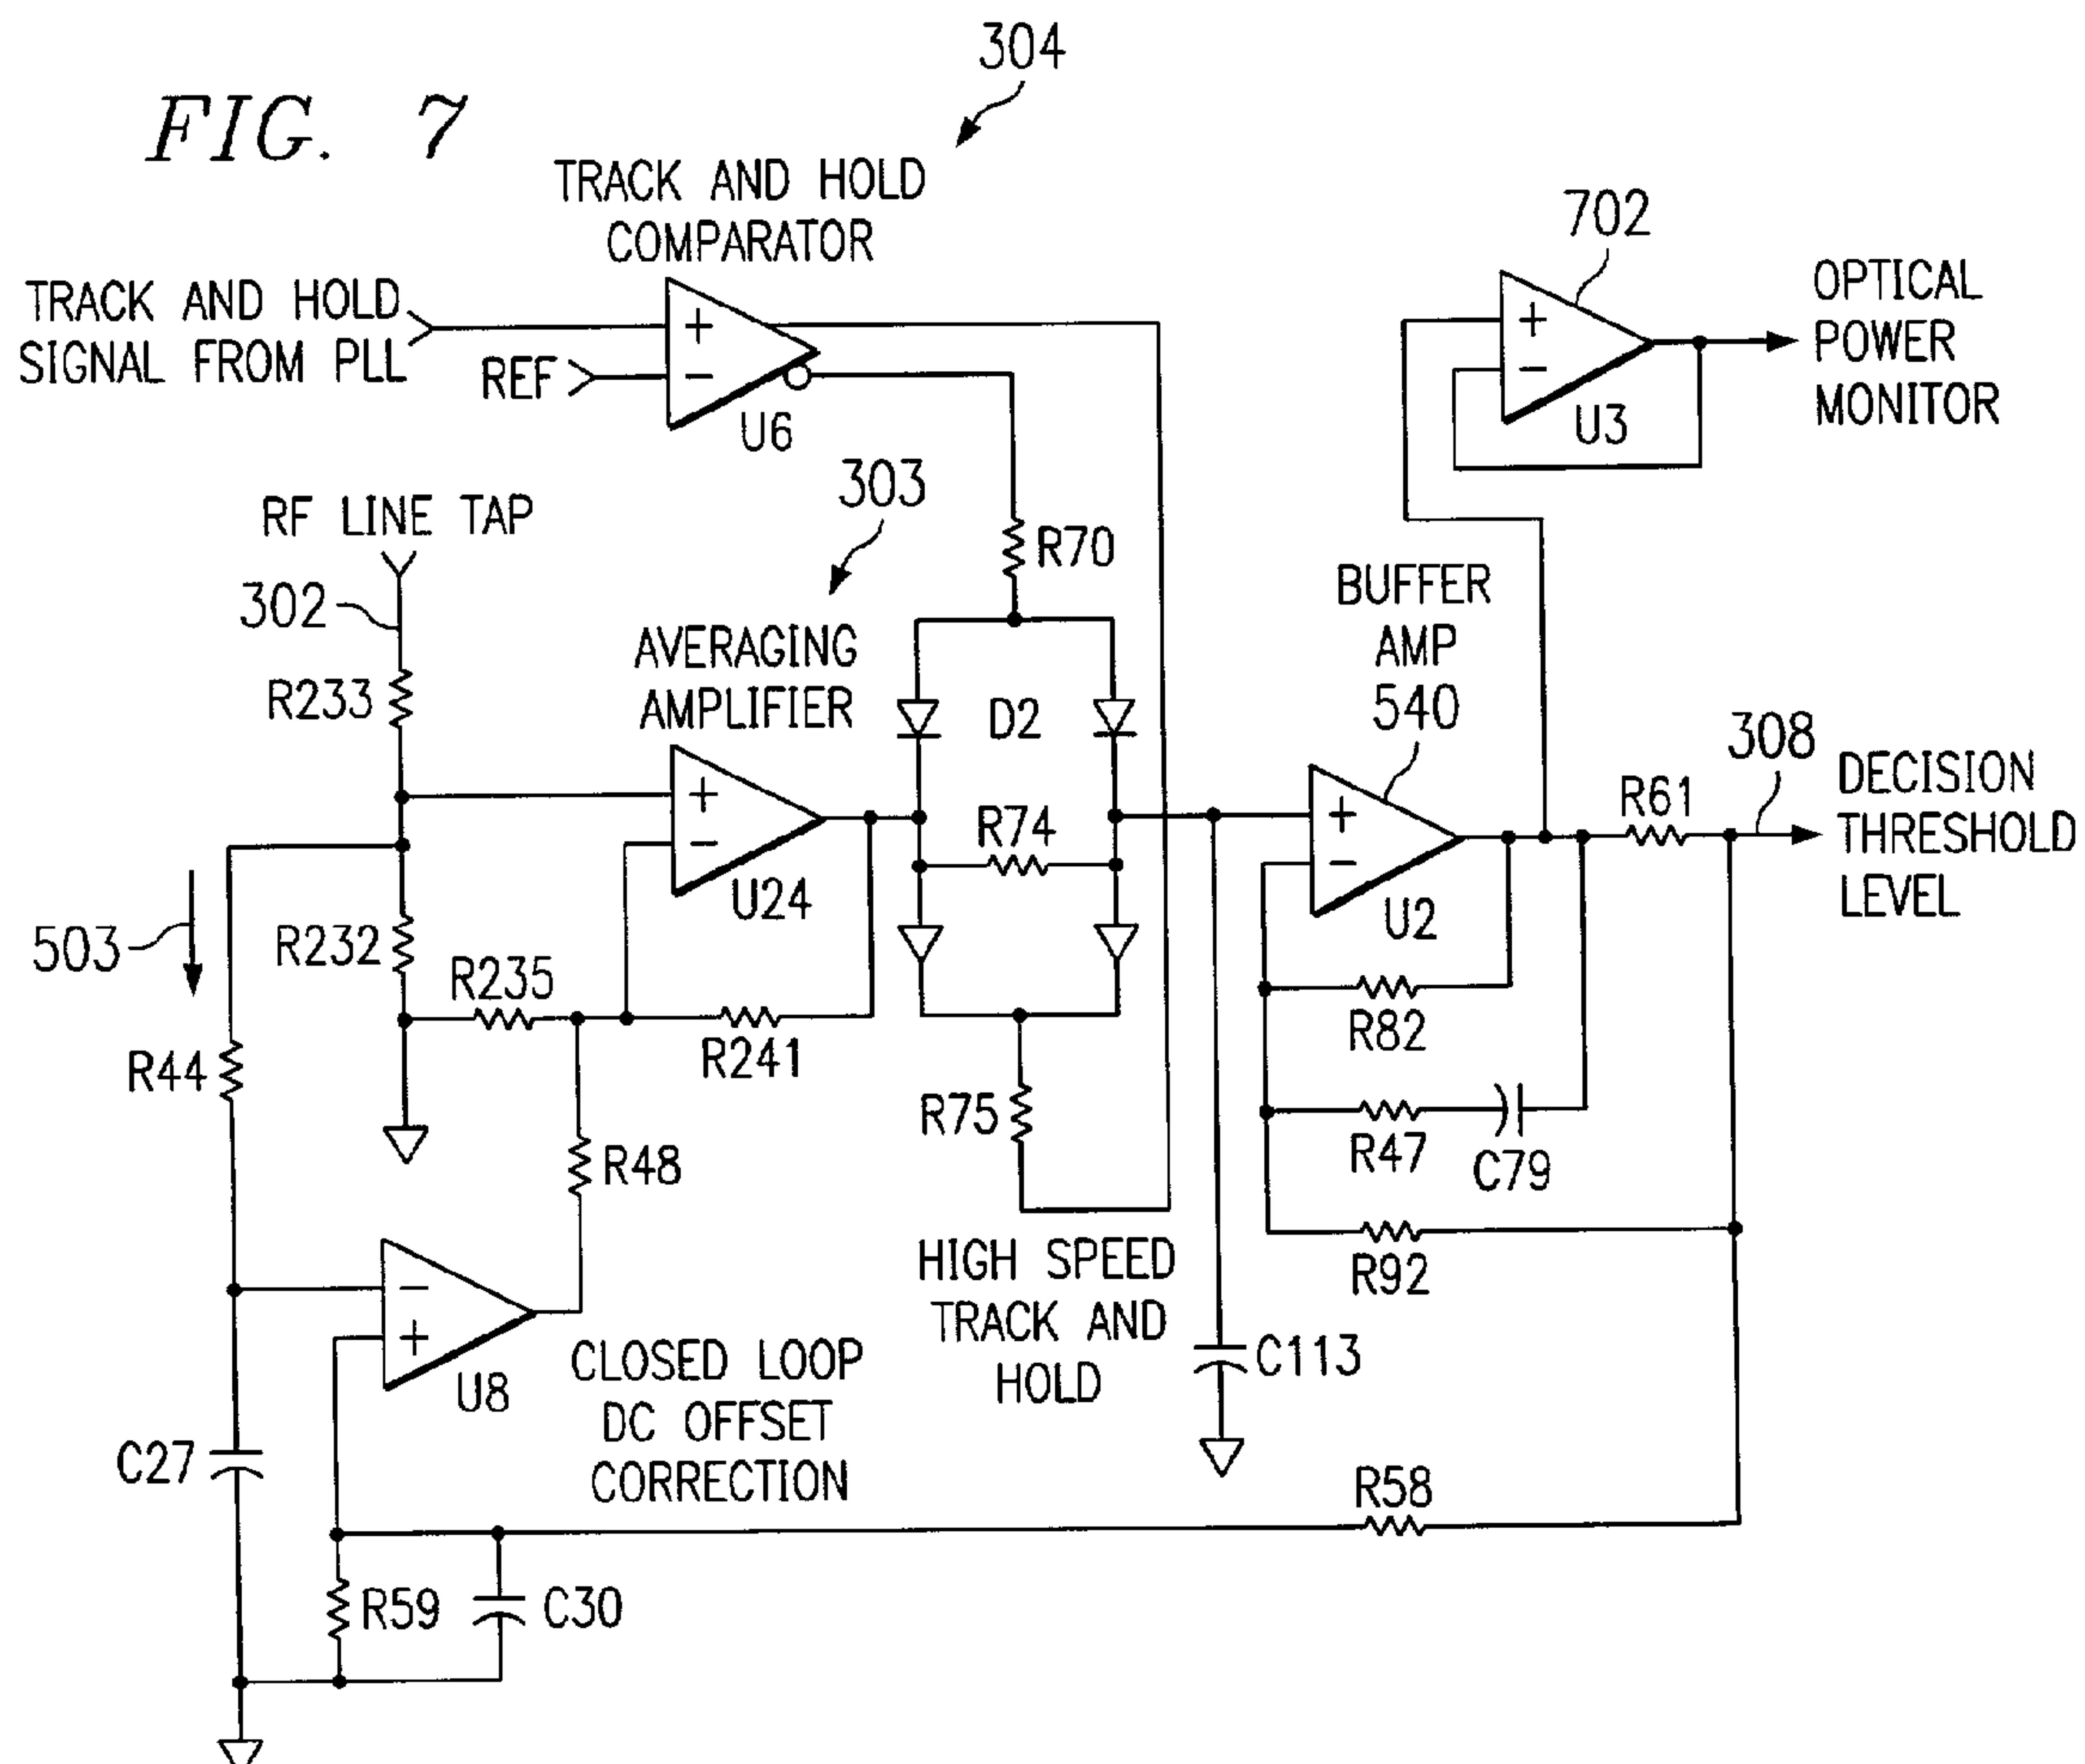 FIG. 7
304
TRACK AND HOLD
COMPARATOR
702
TRACK AND HOLD
SIGNAL FROM PLL
REF
+
−
U6
+
−
U3
OPTICAL
POWER
MONITOR
RF LINE TAP
303
302
R70
BUFFER
AMP
540
R233
AVERAGING
AMPLIFIER
D2
308
DECISION
THRESHOLD
LEVEL
+
−
U24
R74
+
−
U2
R61
503
R232
R235
R241
R82
R44
R75
R47
C79
R48
R92
−
+
U8
HIGH SPEED
TRACK AND
HOLD
CLOSED LOOP
DC OFFSET
CORRECTION
C113
C27
R58
R59
C30